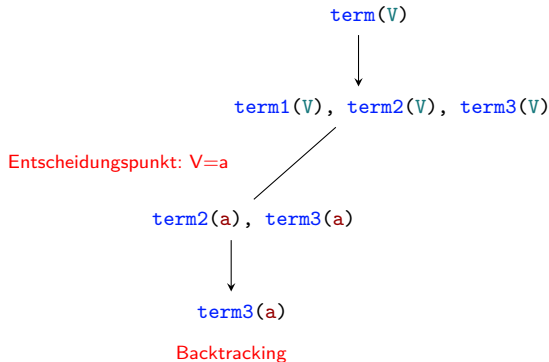 term(V)
term1(V), term2(V), term3(V)
Entscheidungspunkt: V=a
term2(a), term3(a)
term3(a)
Backtracking